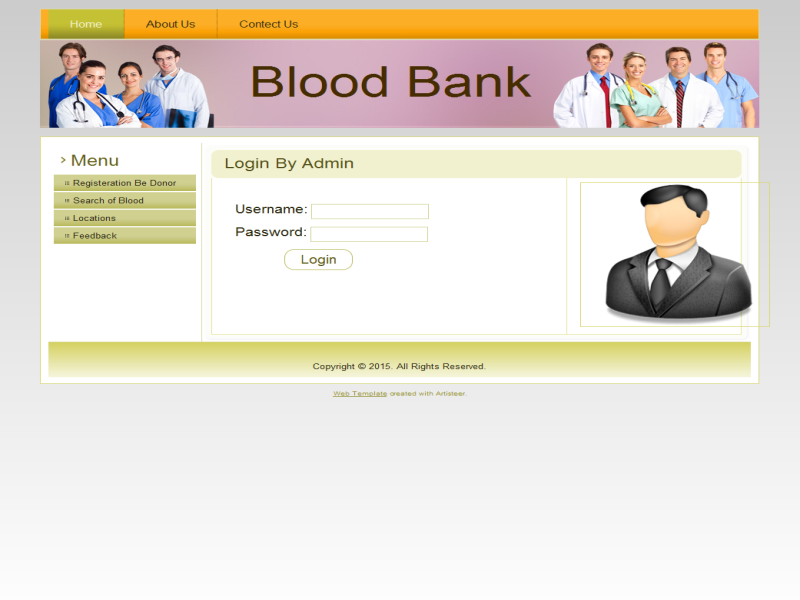 Home About Us Contect Us
Blood Bank
Menu
Registeration Be Donor
Search of Blood
Locations
Feedback
Login By Admin
Username:
Password:
Login
Copyright © 2015. All Rights Reserved.
Web Template created with Artisteer.